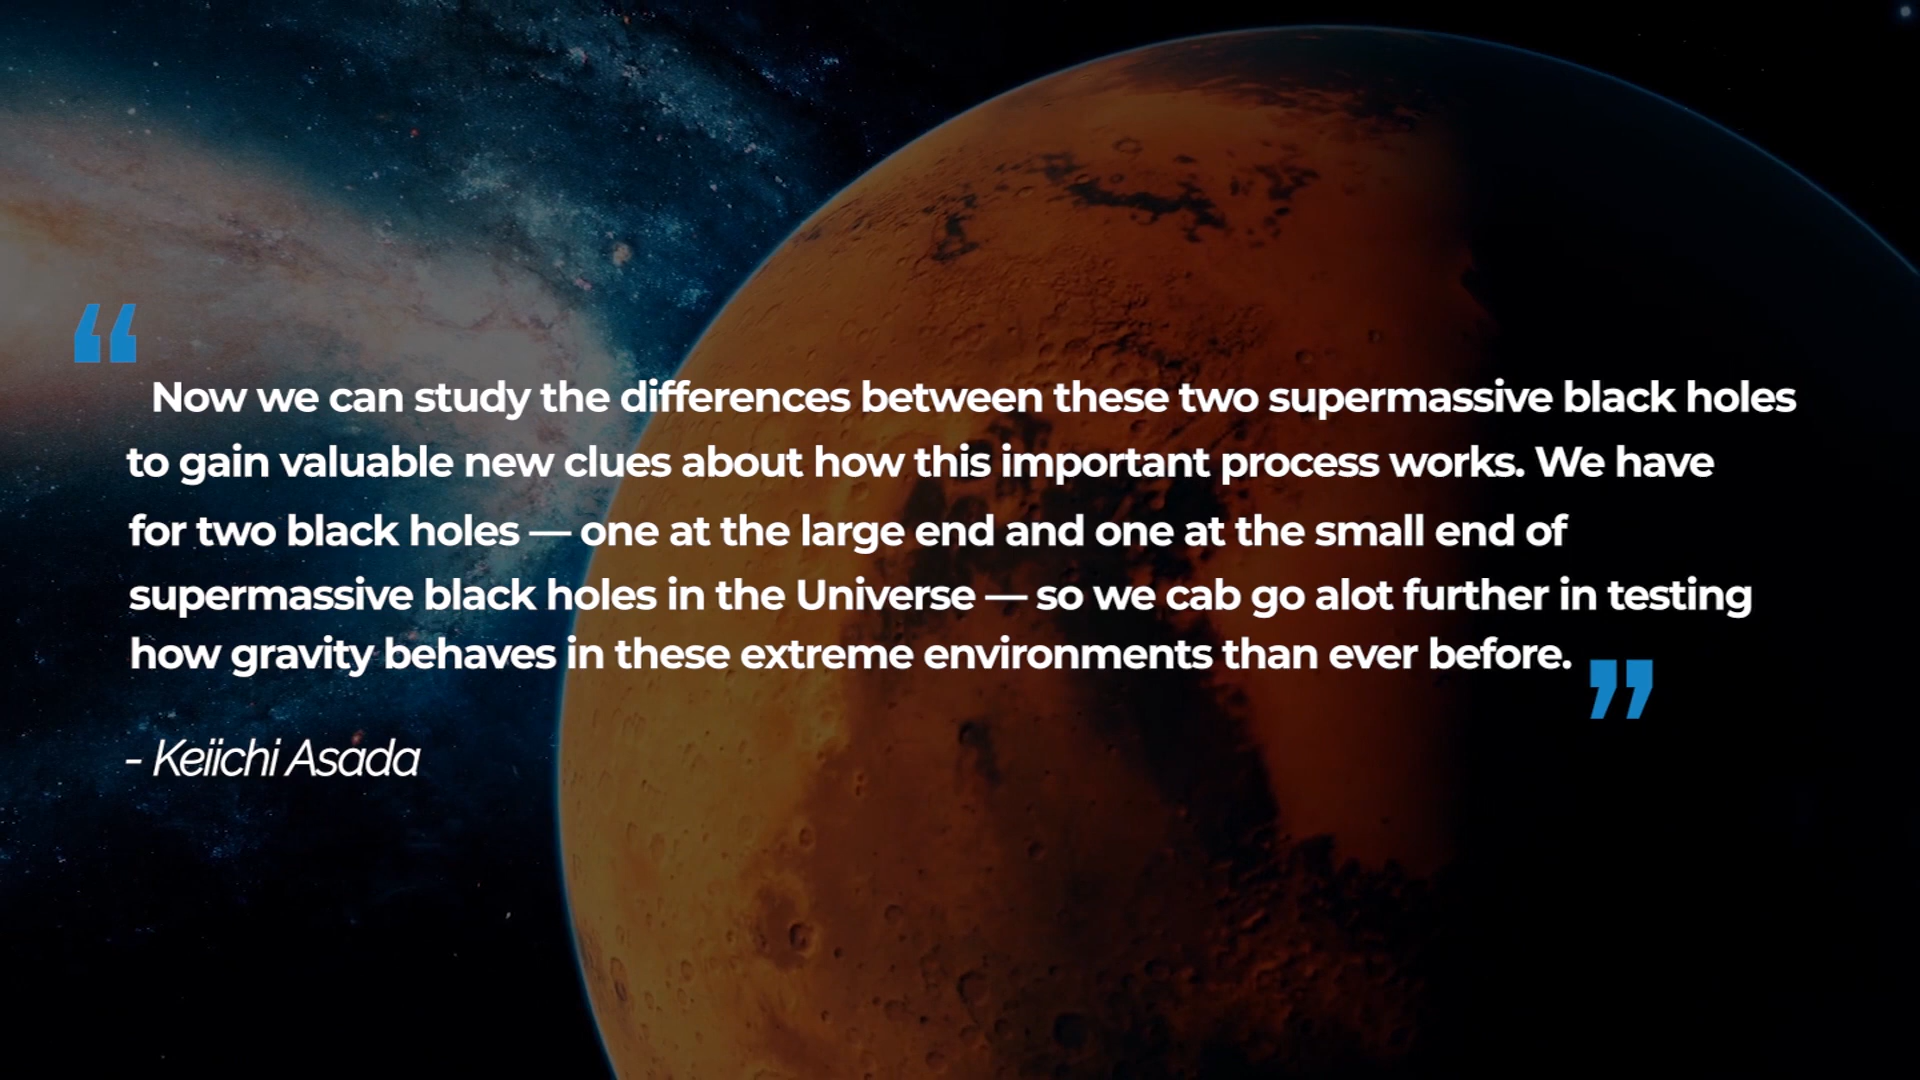 “
Now we can study the differences between these two supermassive black holes
to gain valuable new clues about how this important process works. We have
for two black holes — one at the large end and one at the small end of
supermassive black holes in the Universe — so we cab go alot further in testing
how gravity behaves in these extreme environments than ever before.
”
- Keiichi Asada